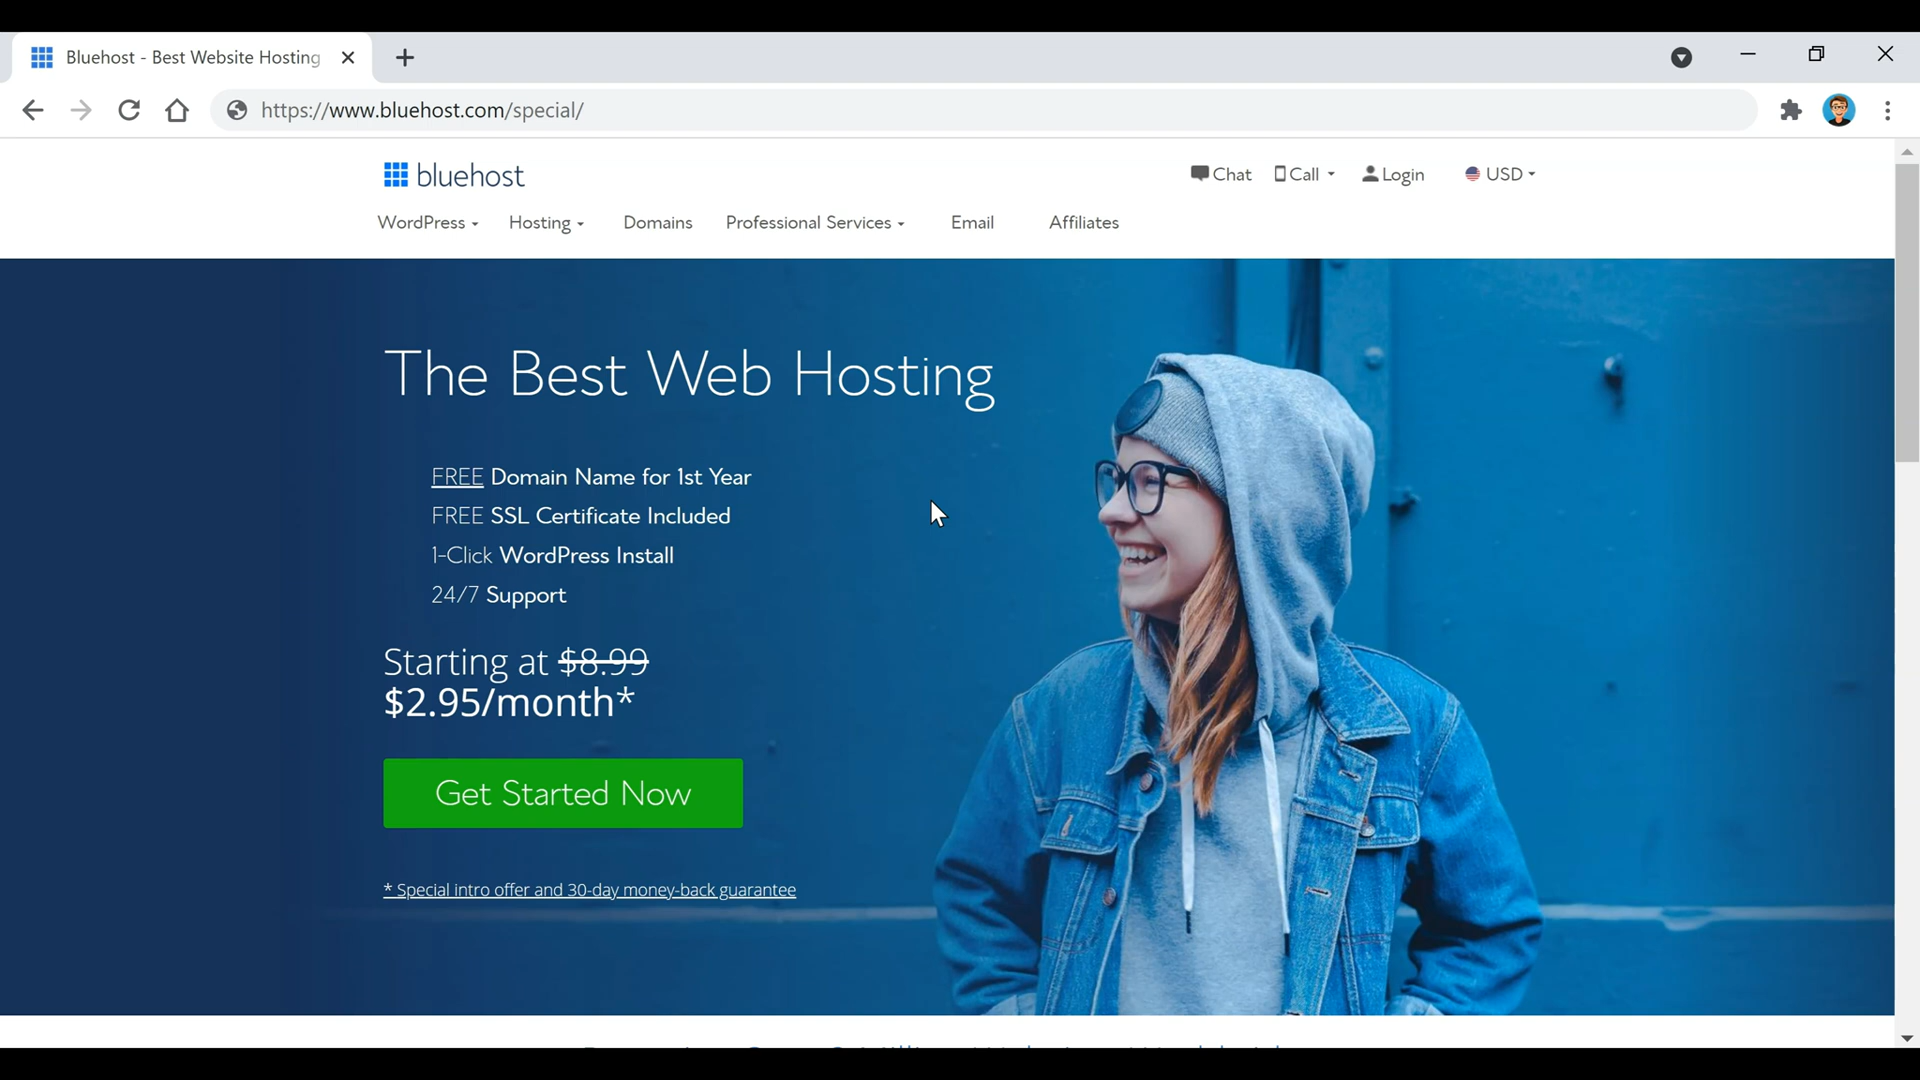 Bluehost - Best Website Hosting
https://www.bluehost.com/special/
bluehost
Chat Call Login USD
WordPress Hosting Domains Professional Services Email Affiliates
The Best Web Hosting
FREE Domain Name for 1st Year
FREE SSL Certificate Included
1-Click WordPress Install
24/7 Support
Starting at $8.99
$2.95/month*
Get Started Now
* Special intro offer and 30-day money-back guarantee